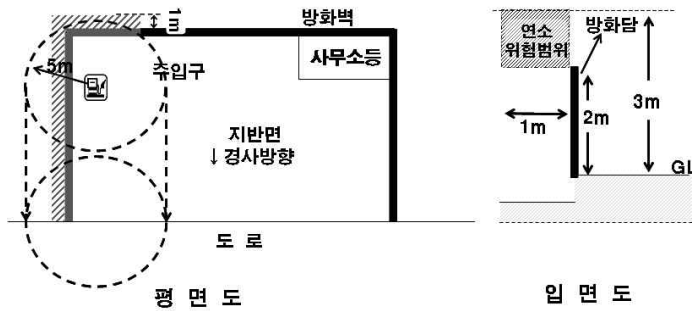 1m
방화벽
5m
주입구
사무소등
지반면
↓ 경사방향
도 로
평 면 도
연소
위험범위
방화담
1m
2m
3m
GL
입 면 도